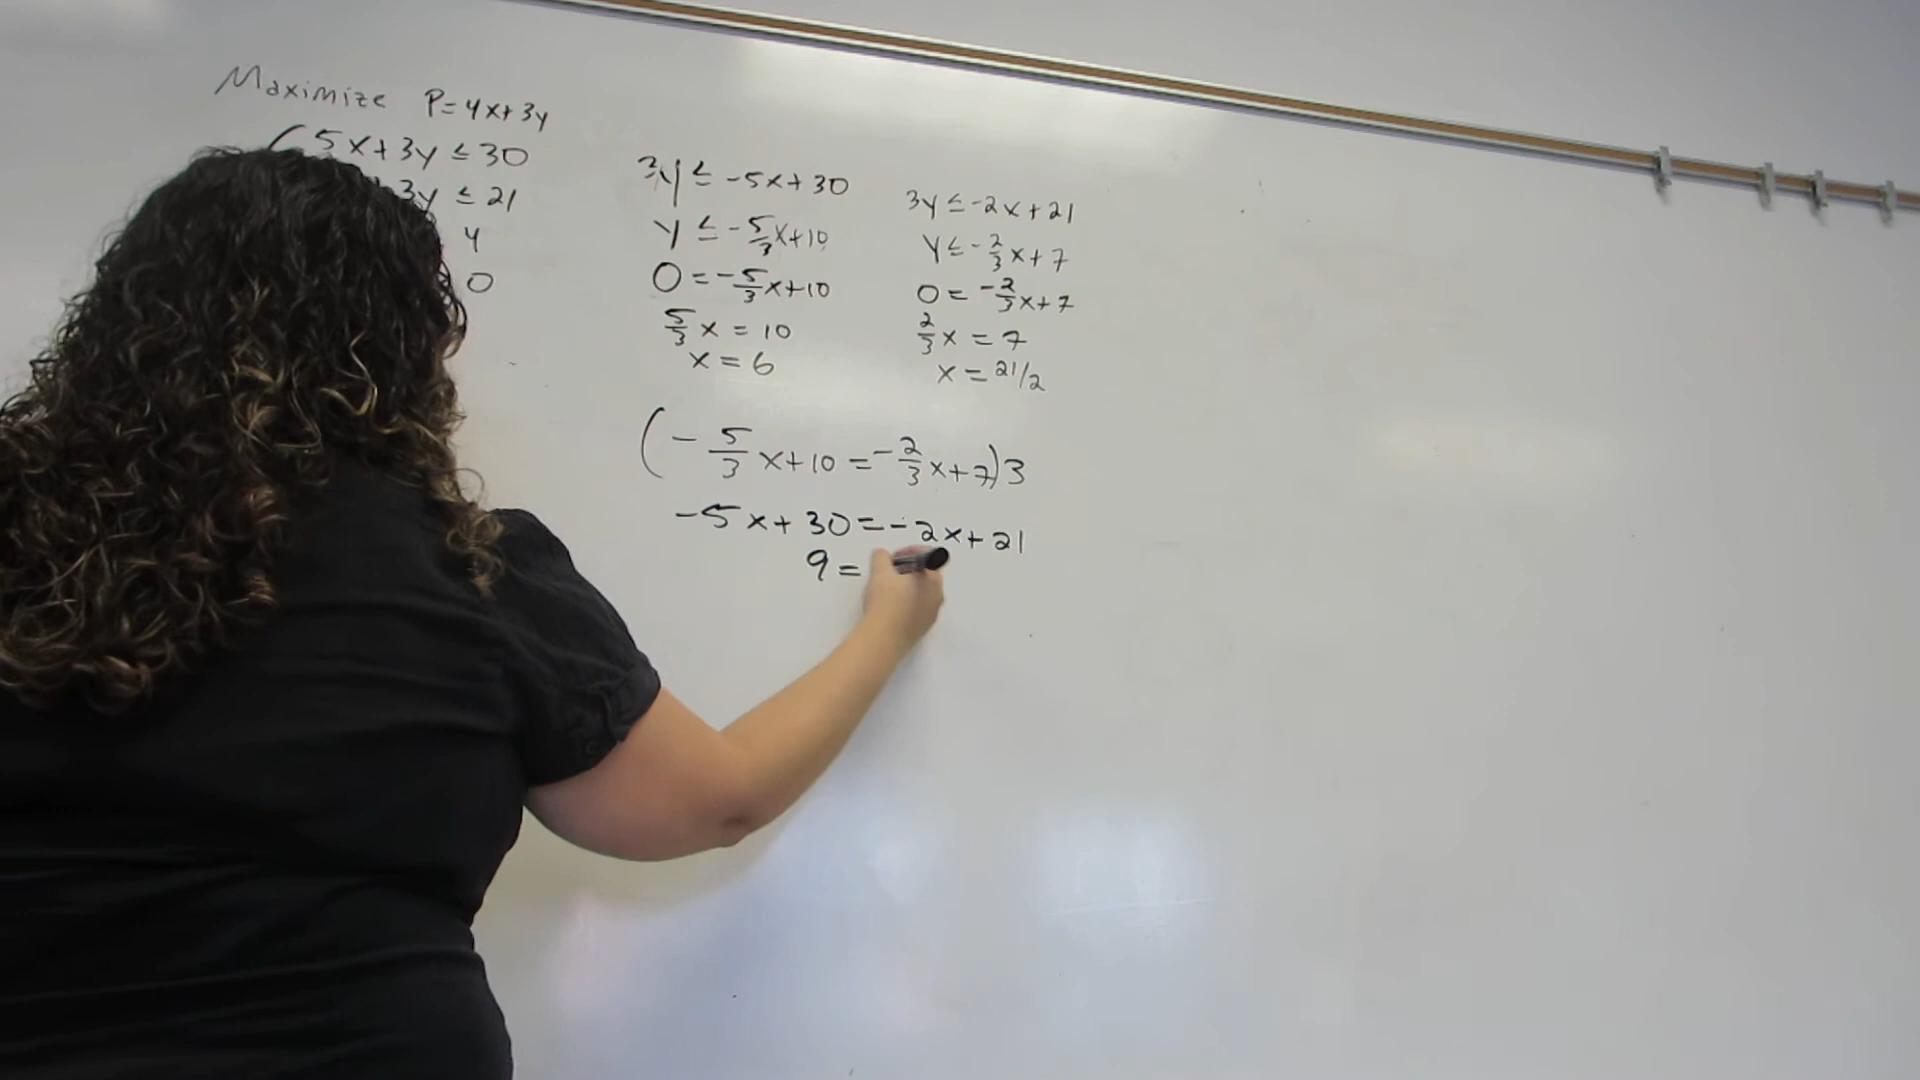 Maximize P=4x+3y
5x+3y ≤ 30
3y ≤ 21
4
0
3y ≤ -5x+30
y ≤ -5/3x+10
0 = -5/3x+10
5/3x = 10
x = 6
3y ≤ -2x+21
y ≤ -2/3x+7
0 = -2/3x+7
2/3x = 7
x = 21/2
(-5/3x+10 = -2/3x+7)3
-5x+30 = -2x+21
9 =